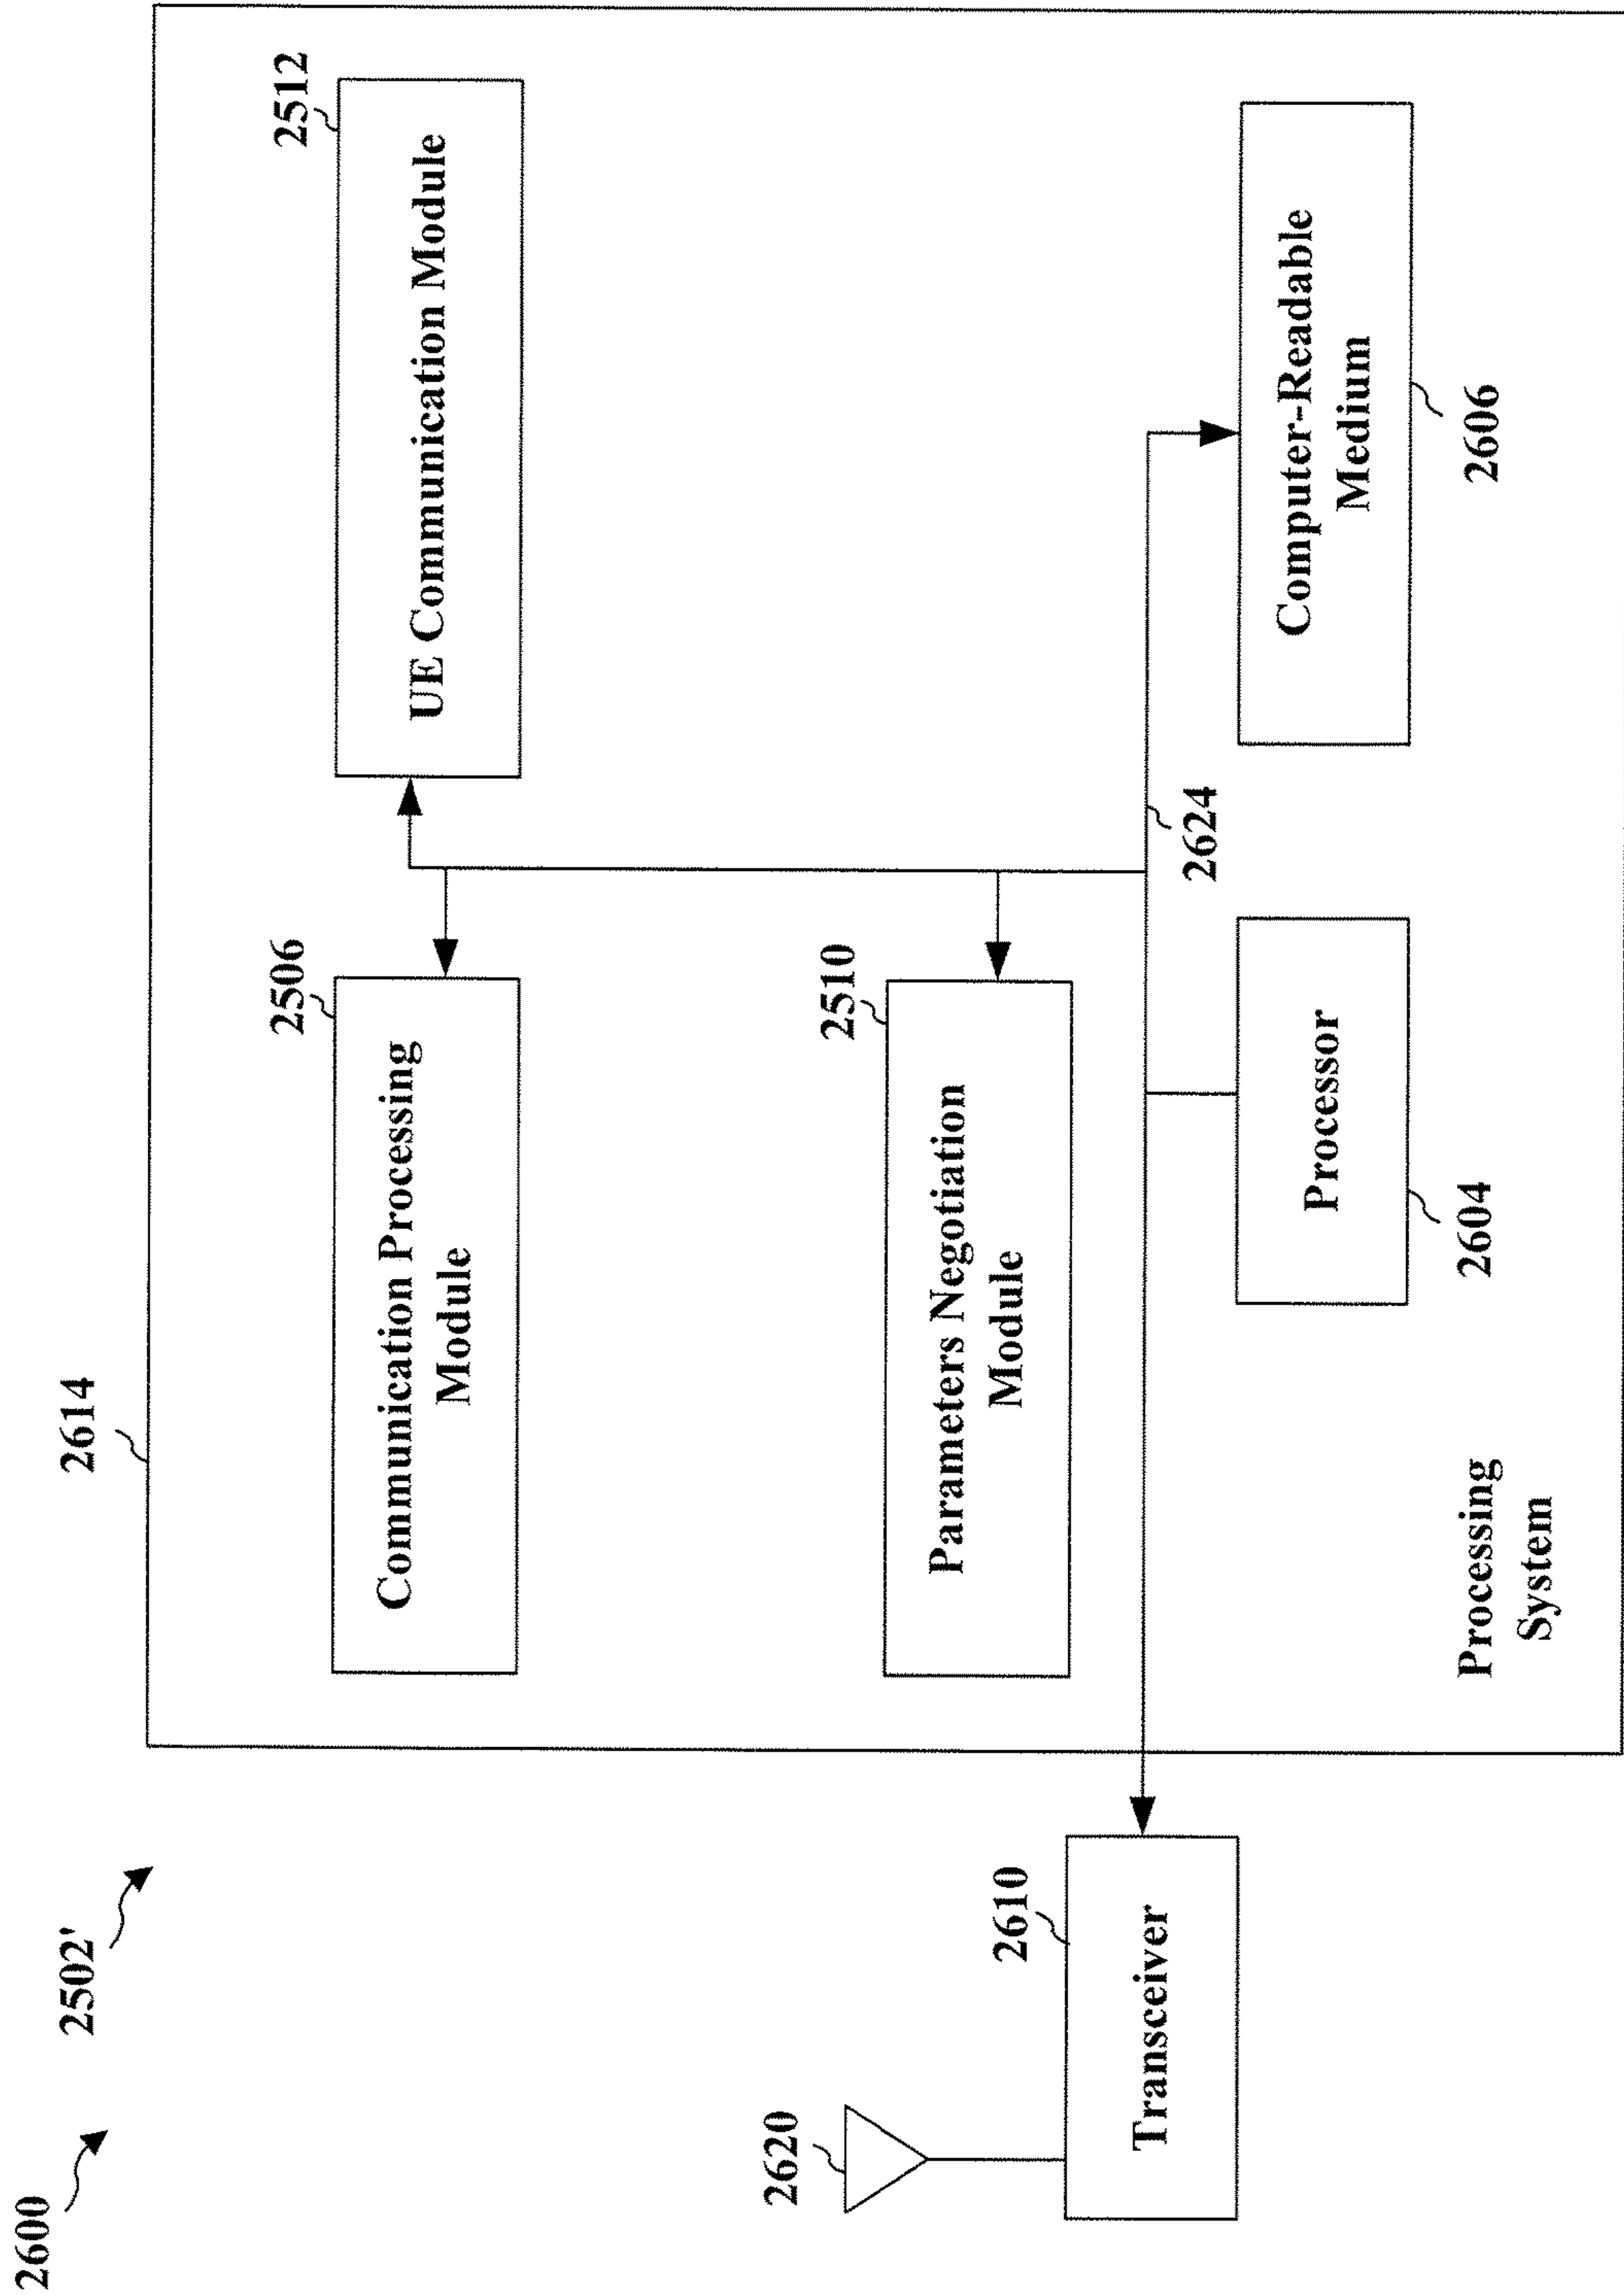 2600
2502'
2614
2506
Communication Processing
Module
2512
UE Communication Module
2510
Parameters Negotiation
Module
2620
2610
Transceiver
2624
Processor
2604
Computer-Readable
Medium
2606
Processing
System